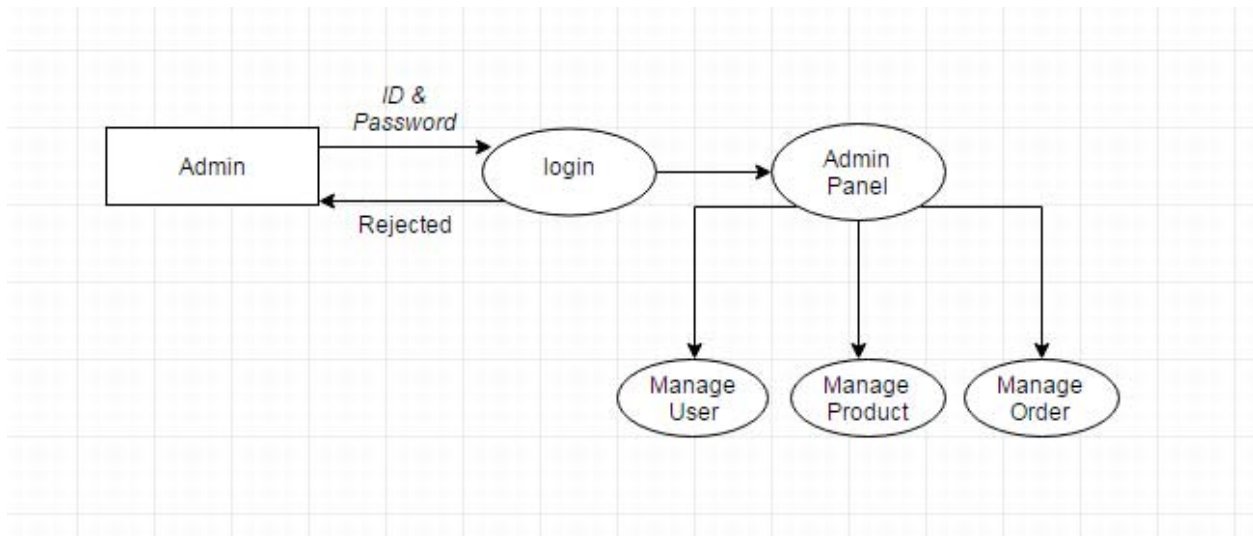 ID &
Password
Admin
login
Rejected
Admin
Panel
Manage
User
Manage
Product
Manage
Order